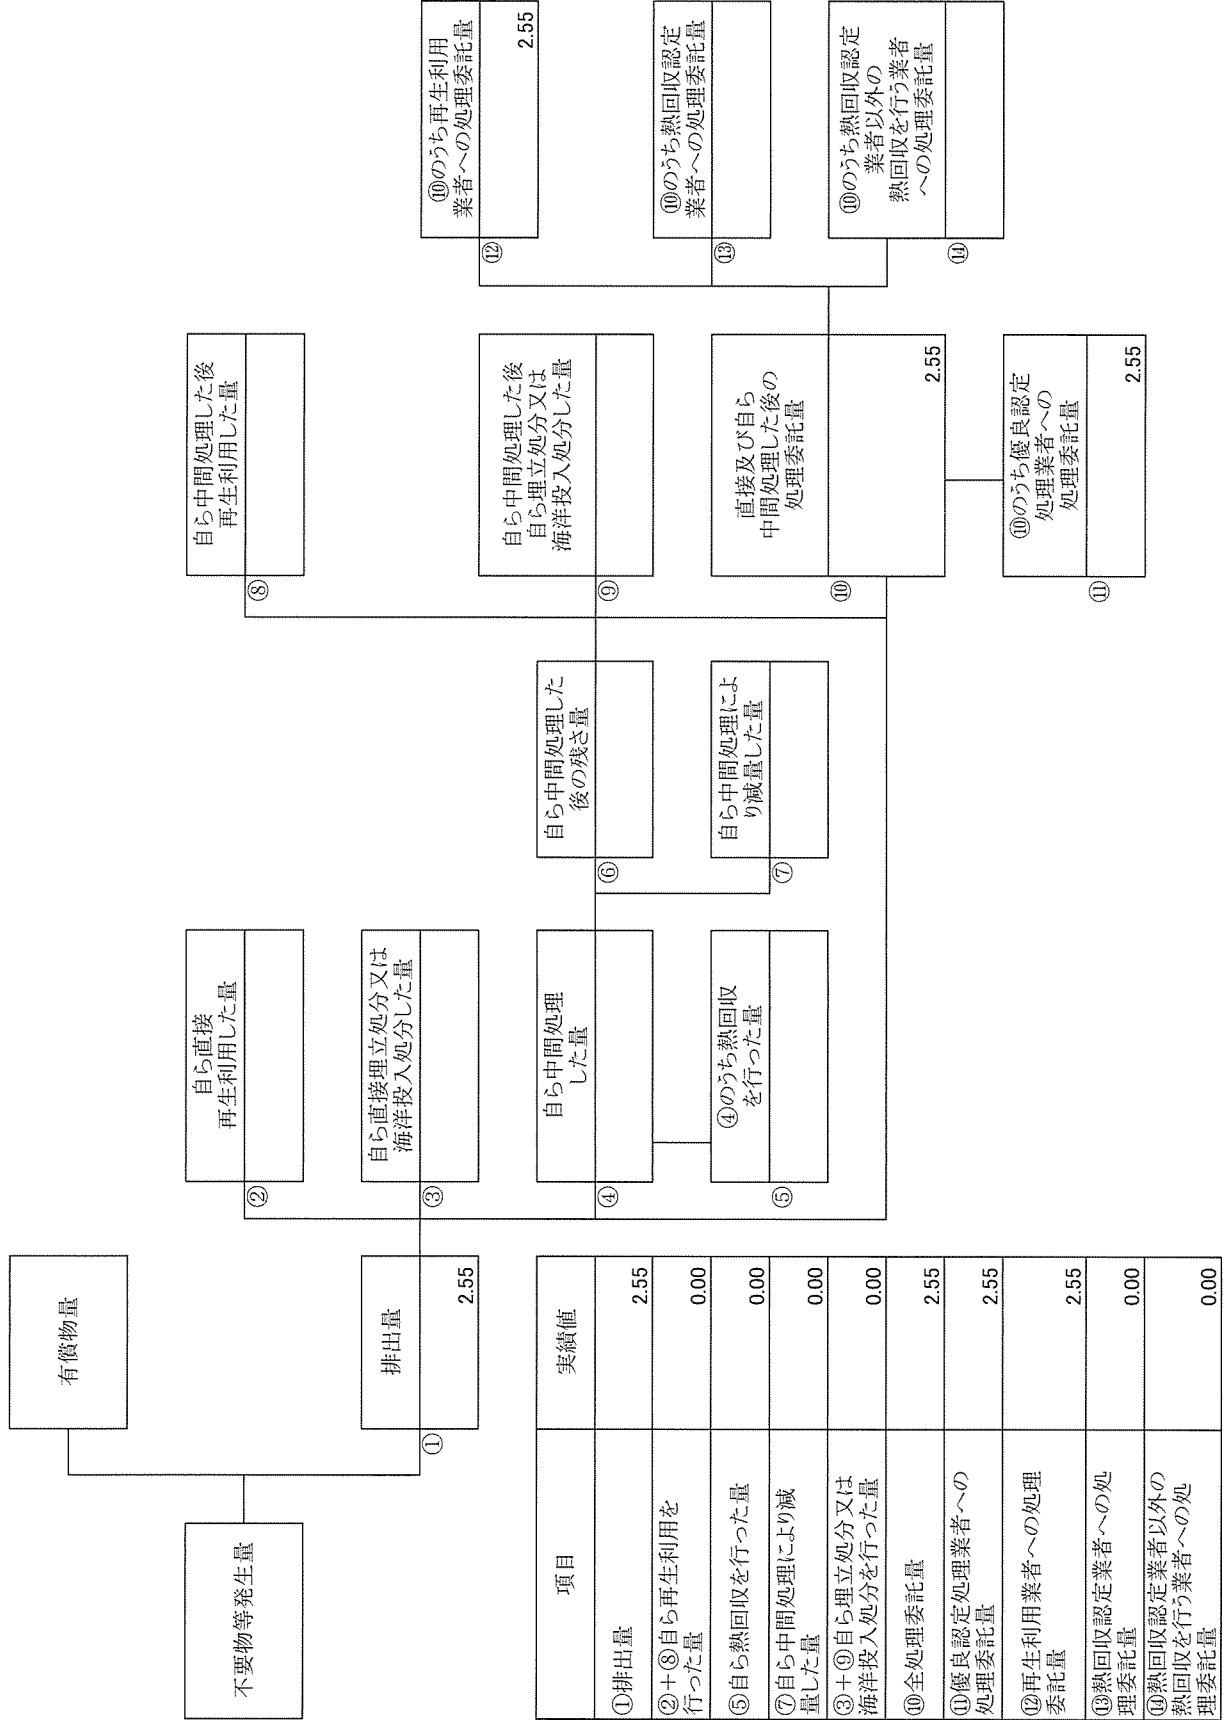 不要物等発生量
有償物量
①
排出量
2.55
②
自ら直接
再生利用した量
③
自ら直接埋立処分又は
海洋投入処分した量
④
自ら中間処理
した量
⑤
④のうち熱回収
を行った量
⑥
自ら中間処理した
後の残さ量
⑦
自ら中間処理によ
り減量した量
⑧
自ら中間処理した後
再生利用した量
⑨
自ら中間処理した後
自ら埋立処分又は
海洋投入処分した量
⑩
直接及び自ら
中間処理した後の
処理委託量
2.55
⑪
⑩のうち優良認定
処理業者への
処理委託量
2.55
⑫
⑩のうち再生利用
業者への処理委託量
2.55
⑬
⑩のうち熱回収認定
業者への処理委託量
⑭
⑩のうち熱回収認定
業者以外の
熱回収を行う業者
への処理委託量
項目 実績値
①排出量 2.55
②+⑧自ら再生利用を
行った量 0.00
⑤自ら熱回収を行った量 0.00
⑦自ら中間処理により減
量した量 0.00
③+⑨自ら埋立処分又は
海洋投入処分を行った量 0.00
⑩全処理委託量 2.55
⑪優良認定処理業者への
処理委託量 2.55
⑫再生利用業者への処理
委託量 2.55
⑬熱回収認定業者への処
理委託量 0.00
⑭熱回収認定業者以外の
熱回収を行う業者への処
理委託量 0.00